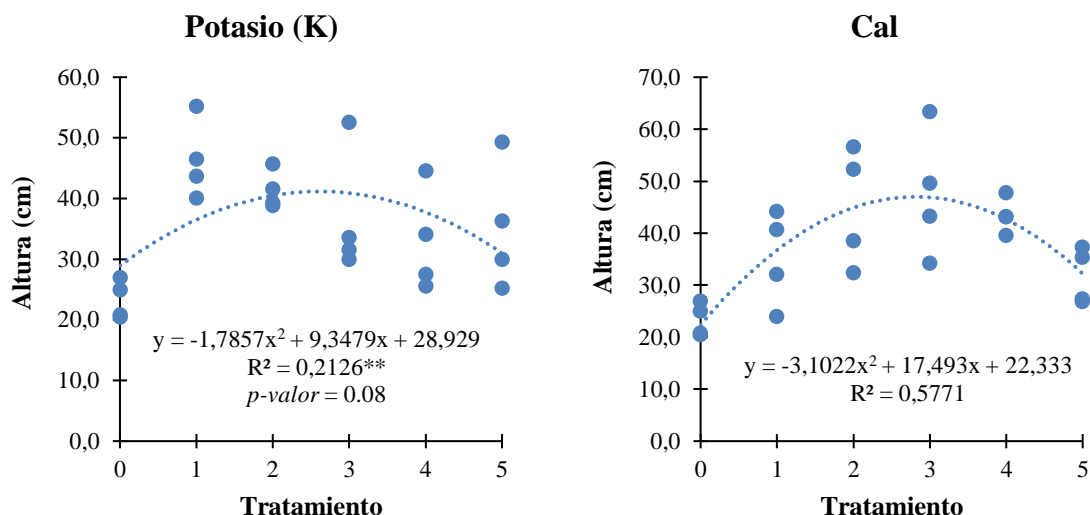 Potasio (K)
60,0
50,0
40,0
30,0
20,0
10,0
0,0
Altura (cm)
y = -1,7857x² + 9,3479x + 28,929
R² = 0,2126**
p-valor = 0.08
0 1 2 3 4 5
Tratamiento
Cal
70,0
60,0
50,0
40,0
30,0
20,0
10,0
0,0
Altura (cm)
y = -3,1022x² + 17,493x + 22,333
R² = 0,5771
0 1 2 3 4 5
Tratamiento